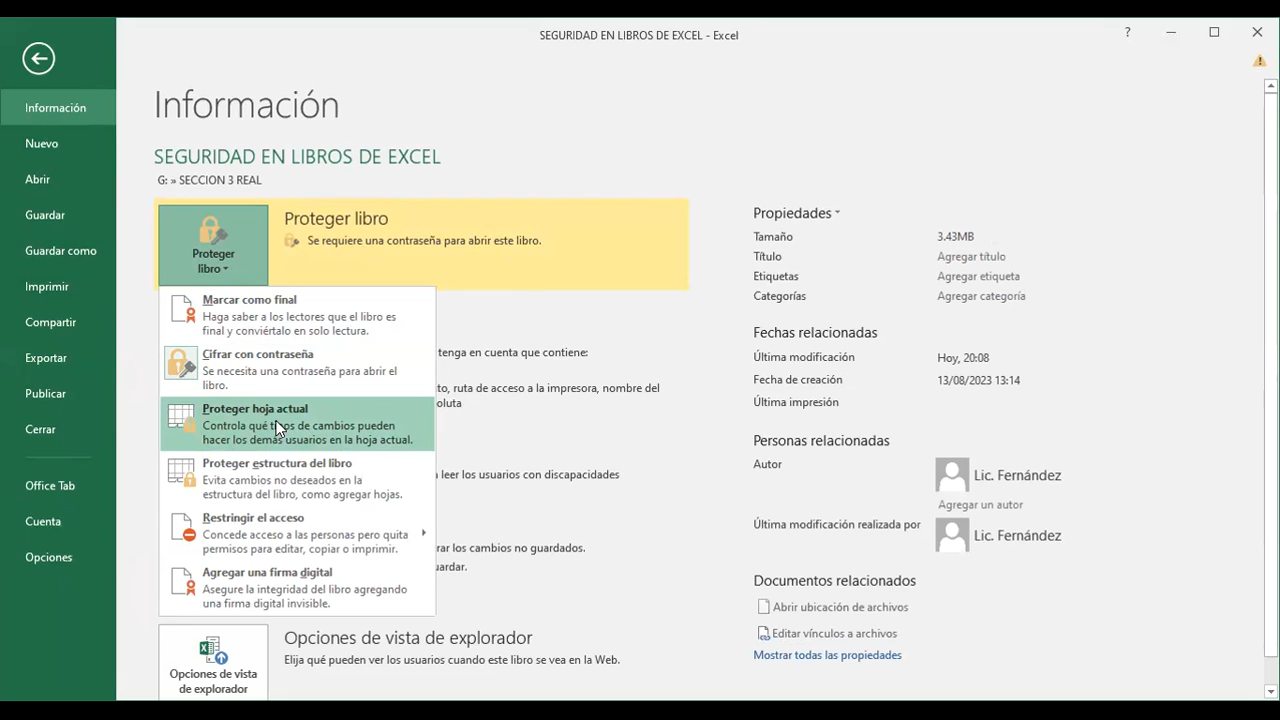 SEGURIDAD EN LIBROS DE EXCEL - Excel
?
Información
Nuevo
Abrir
Guardar
Guardar como
Imprimir
Compartir
Exportar
Publicar
Cerrar
Office Tab
Cuenta
Opciones
Información
SEGURIDAD EN LIBROS DE EXCEL
G: » SECCION 3 REAL
Proteger
libro
Proteger libro
Se requiere una contraseña para abrir este libro.
Marcar como final
Haga saber a los lectores que el libro es
final y conviértalo en solo lectura.
Cifrar con contraseña
Se necesita una contraseña para abrir el
libro.
Proteger hoja actual
Controla qué tipos de cambios pueden
hacer los demás usuarios en la hoja actual.
Proteger estructura del libro
Evita cambios no deseados en la
estructura del libro, como agregar hojas.
Restringir el acceso
Concede acceso a las personas pero quita
permisos para editar, copiar o imprimir.
Agregar una firma digital
Asegure la integridad del libro agregando
una firma digital invisible.
tenga en cuenta que contiene:
to, ruta de acceso a la impresora, nombre del
oluta
leer los usuarios con discapacidades
rar los cambios no guardados.
uardar.
Opciones de vista
de explorador
Opciones de vista de explorador
Elija qué pueden ver los usuarios cuando este libro se vea en la Web.
Propiedades
Tamaño 3.43MB
Título Agregar título
Etiquetas Agregar etiqueta
Categorías Agregar categoría
Fechas relacionadas
Última modificación Hoy, 20:08
Fecha de creación 13/08/2023 13:14
Última impresión
Personas relacionadas
Autor Lic. Fernández
Agregar un autor
Última modificación realizada por Lic. Fernández
Documentos relacionados
Abrir ubicación de archivos
Editar vínculos a archivos
Mostrar todas las propiedades